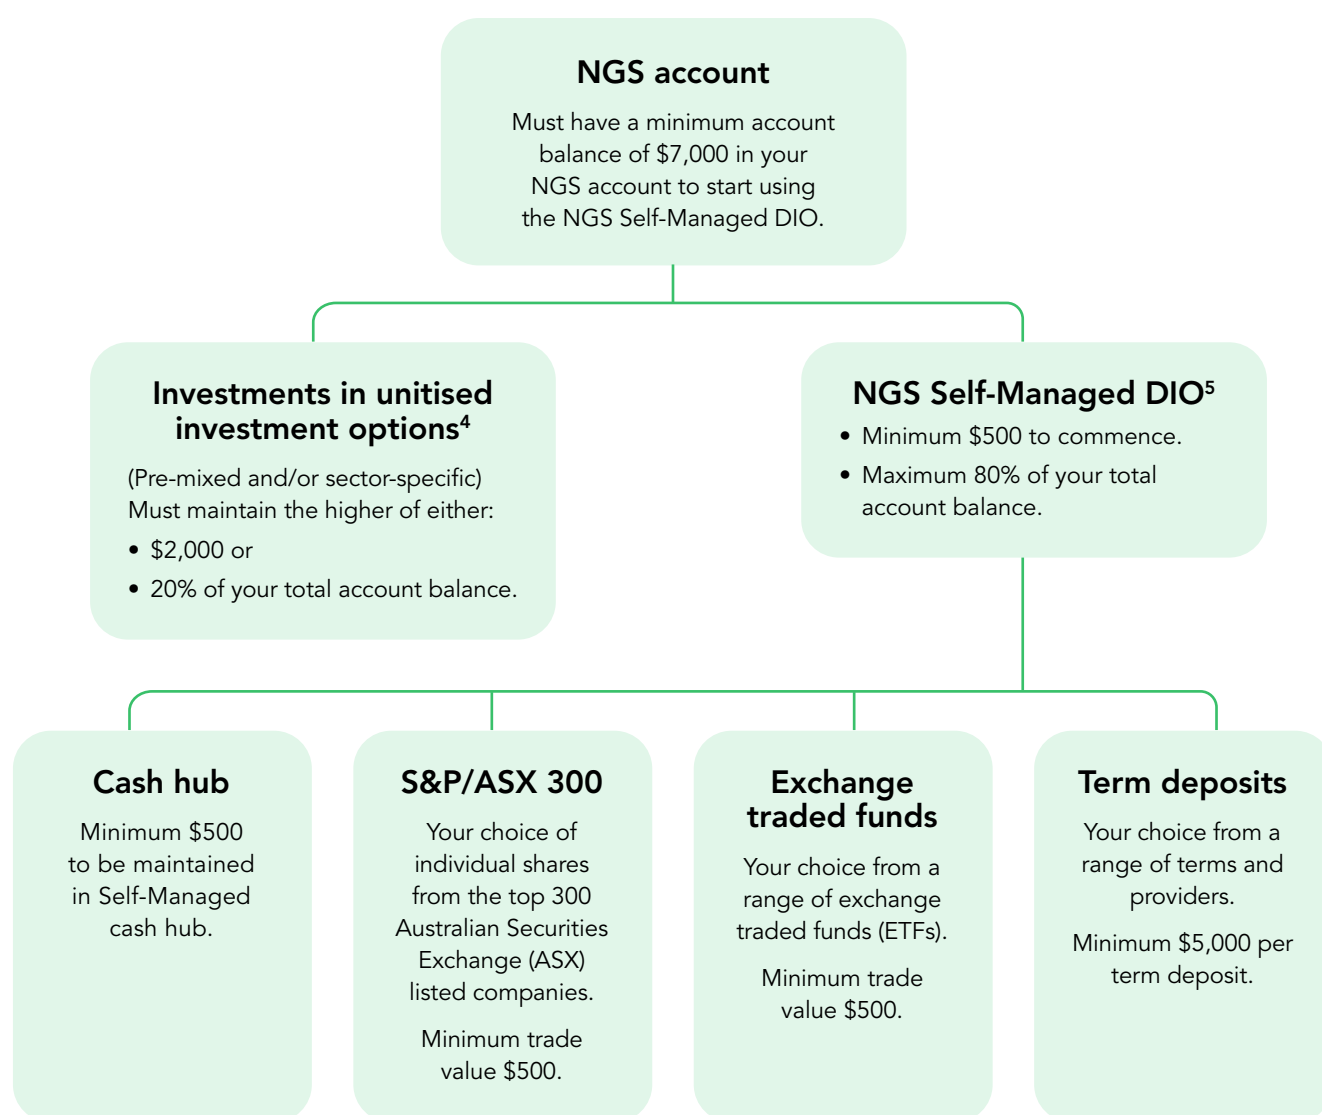 NGS account
Must have a minimum account
balance of $7,000 in your
NGS account to start using
the NGS Self-Managed DIO.
Investments in unitised
investment options⁴
(Pre-mixed and/or sector-specific)
Must maintain the higher of either:
• $2,000 or
• 20% of your total account balance.
NGS Self-Managed DIO⁵
• Minimum $500 to commence.
• Maximum 80% of your total
account balance.
Cash hub
Minimum $500
to be maintained
in Self-Managed
cash hub.
S&P/ASX 300
Your choice of
individual shares
from the top 300
Australian Securities
Exchange (ASX)
listed companies.
Minimum trade
value $500.
Exchange
traded funds
Your choice from a
range of exchange
traded funds (ETFs).
Minimum trade
value $500.
Term deposits
Your choice from a
range of terms and
providers.
Minimum $5,000 per
term deposit.